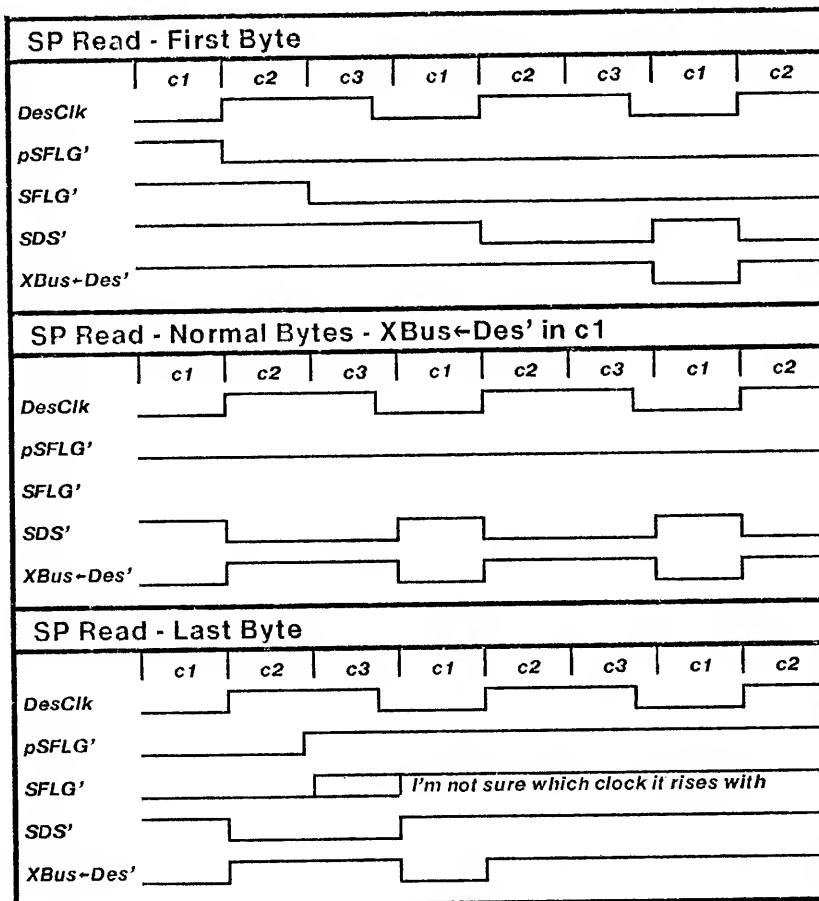 SP Read - First Byte
c1 c2 c3 c1 c2 c3 c1 c2
DesClk
pSFLG'
SFLG'
SDS'
XBus←Des'
SP Read - Normal Bytes - XBus←Des' in c1
c1 c2 c3 c1 c2 c3 c1 c2
DesClk
pSFLG'
SFLG'
SDS'
XBus←Des'
SP Read - Last Byte
c1 c2 c3 c1 c2 c3 c1 c2
DesClk
pSFLG'
SFLG' I'm not sure which clock it rises with
SDS'
XBus←Des'